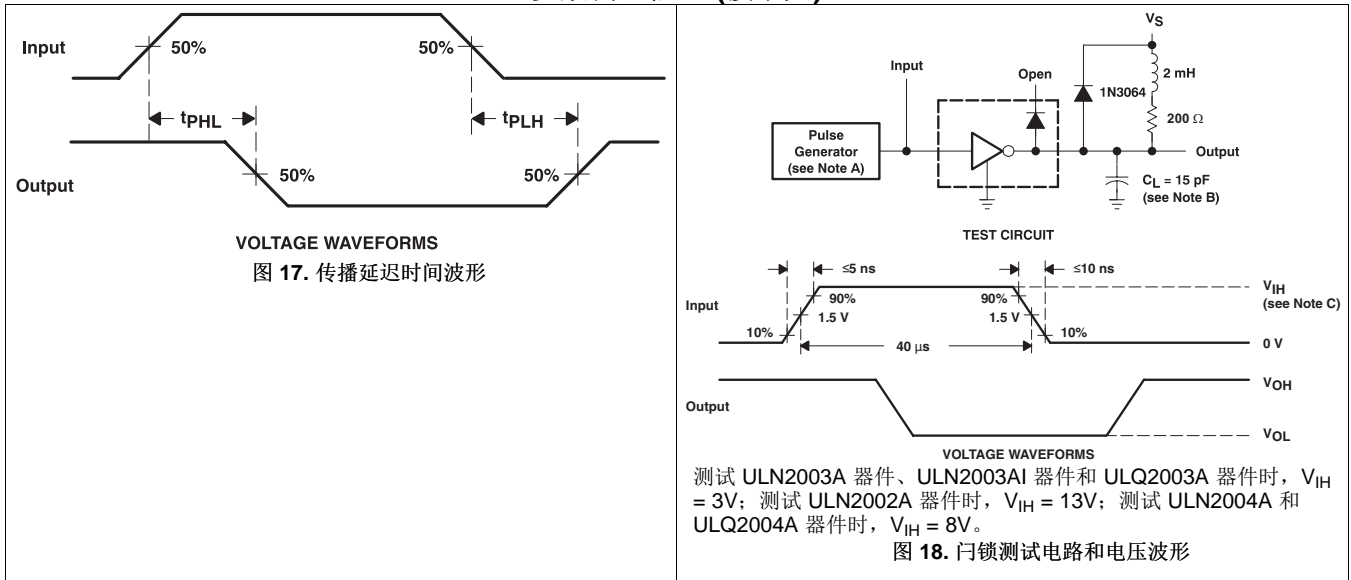 Input
50%
50%
tPHL
tPLH
Output
50%
50%
VOLTAGE WAVEFORMS
图 17. 传播延迟时间波形
VS
Input
Open
1N3064
2 mH
200 Ω
Pulse
Generator
(see Note A)
Output
CL = 15 pF
(see Note B)
TEST CIRCUIT
≤5 ns
≤10 ns
VIH
(see Note C)
Input
90%
90%
1.5 V
1.5 V
10%
10%
40 μs
0 V
VOH
Output
VOL
VOLTAGE WAVEFORMS
测试 ULN2003A 器件、ULN2003AI 器件和 ULQ2003A 器件时，VIH
= 3V；测试 ULN2002A 器件时，VIH = 13V；测试 ULN2004A 和
ULQ2004A 器件时，VIH = 8V。
图 18. 闩锁测试电路和电压波形